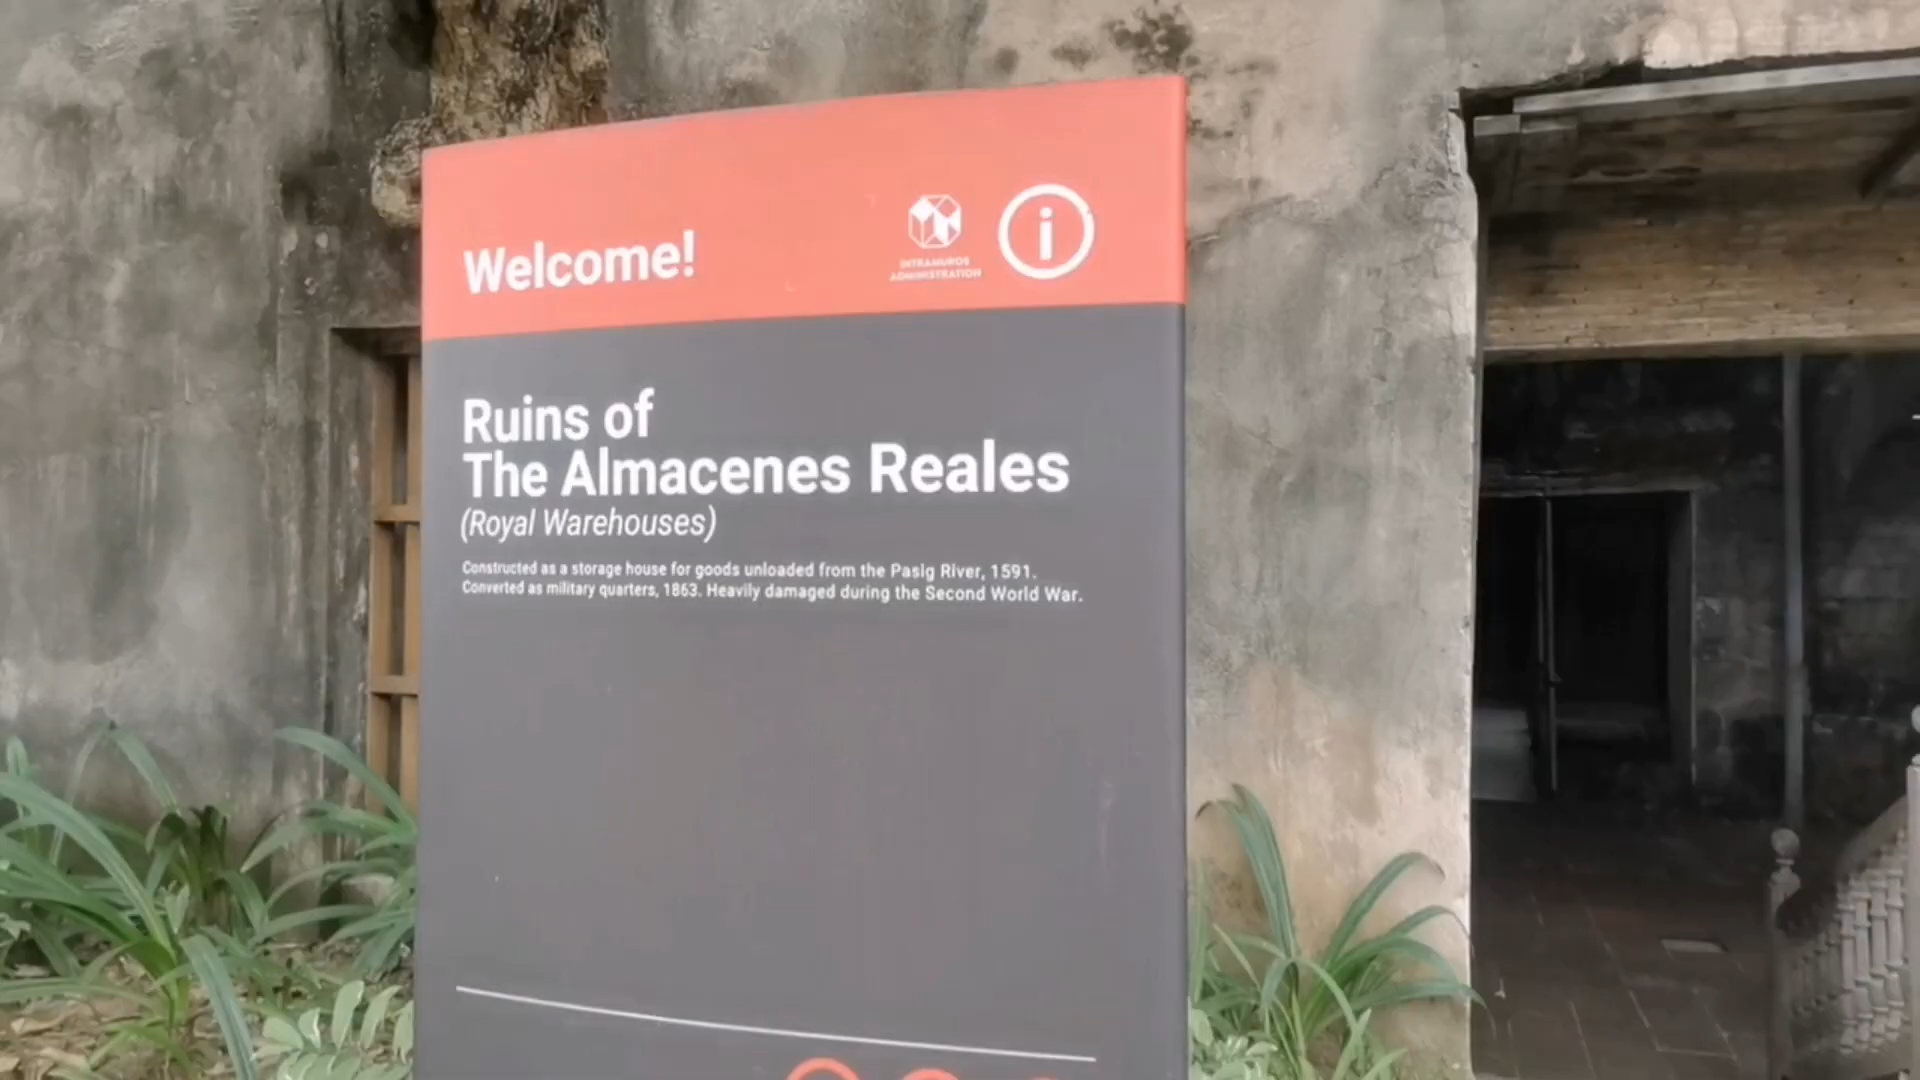 Welcome!
INTRAMUROS
ADMINISTRATION
i
Ruins of
The Almacenes Reales
(Royal Warehouses)
Constructed as a storage house for goods unloaded from the Pasig River, 1591.
Converted as military quarters, 1863. Heavily damaged during the Second World War.